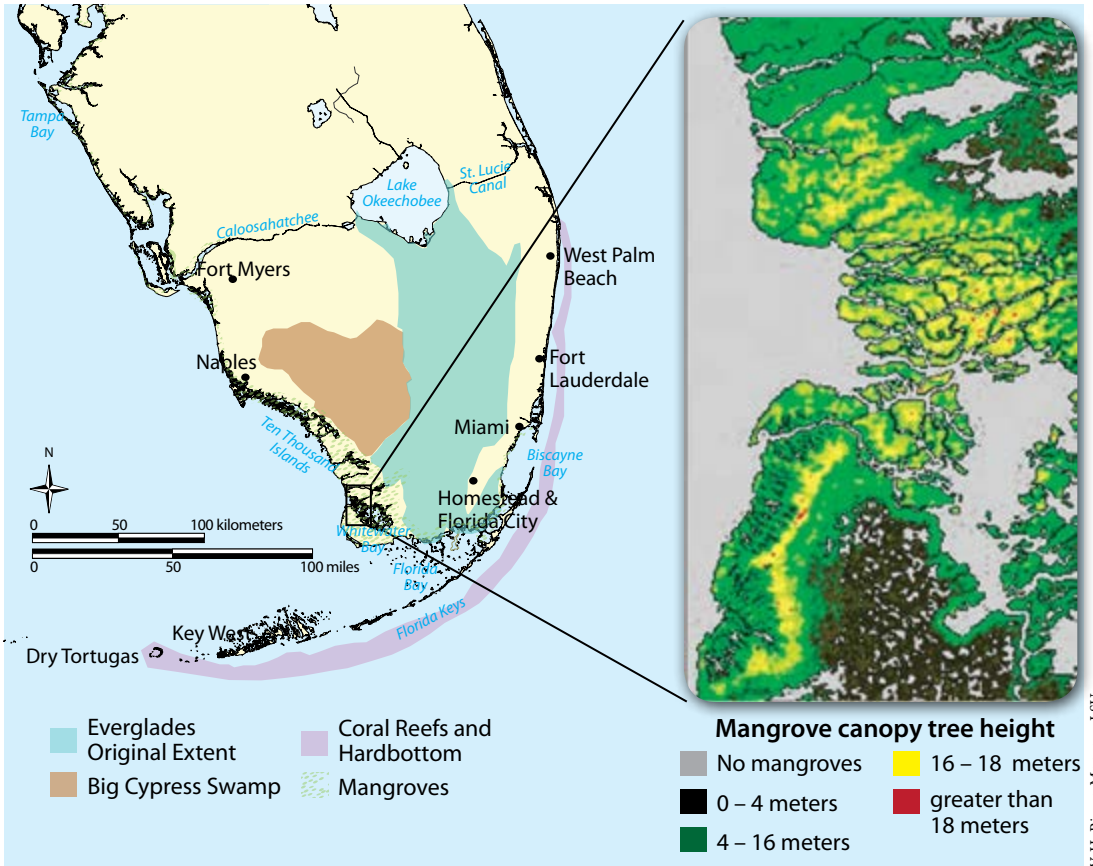 Tampa
Bay
Lake
Okeechobee
St. Lucie
Canal
Caloosahatchee
Fort Myers
West Palm
Beach
Naples
Fort
Lauderdale
Ten Thousand
Islands
Miami
Biscayne
Bay
N
Homestead &
Florida City
0 50 100 kilometers
0 50 100 miles
Whitewater
Bay
Florida
Bay
Florida Keys
Key West
Dry Tortugas
Everglades
Original Extent
Big Cypress Swamp
Coral Reefs and
Hardbottom
Mangroves
Mangrove canopy tree height
No mangroves
0 – 4 meters
4 – 16 meters
16 – 18 meters
greater than
18 meters